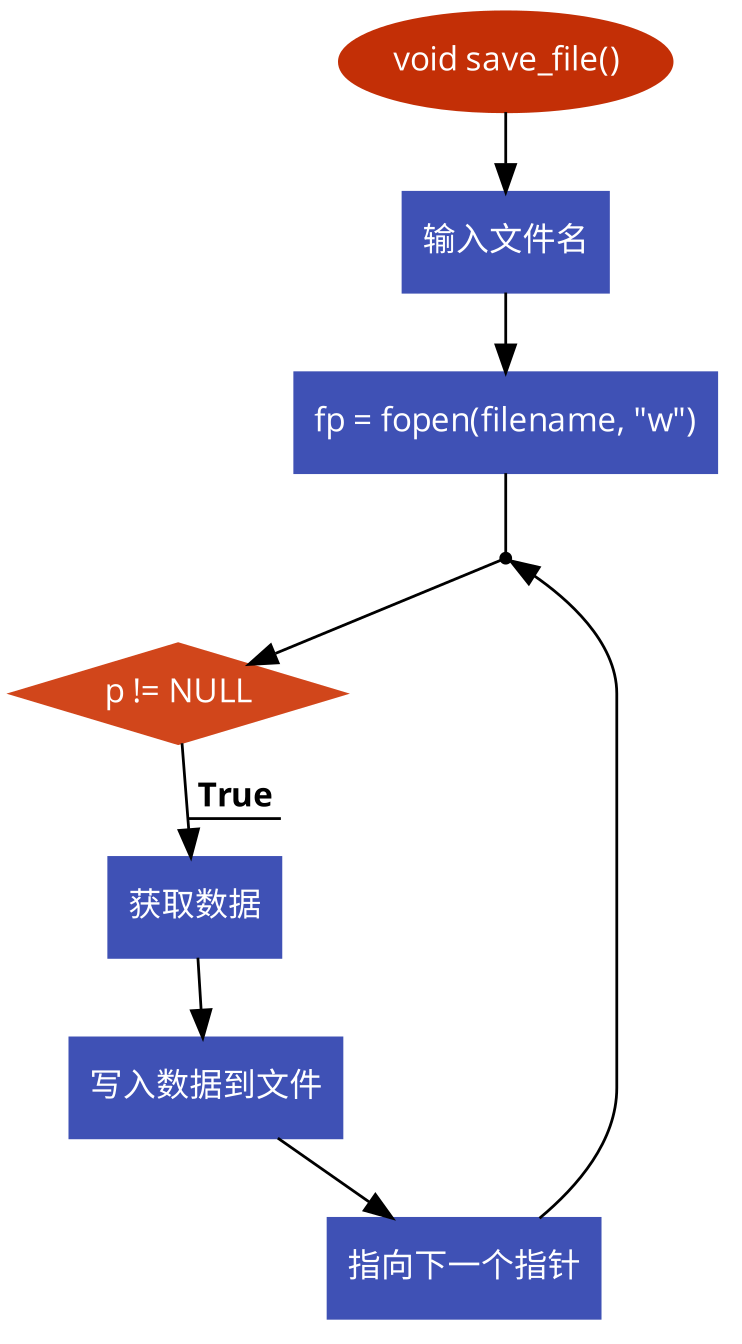 void save_file()
输入文件名
fp = fopen(filename, "w")
p != NULL
True
获取数据
写入数据到文件
指向下一个指针